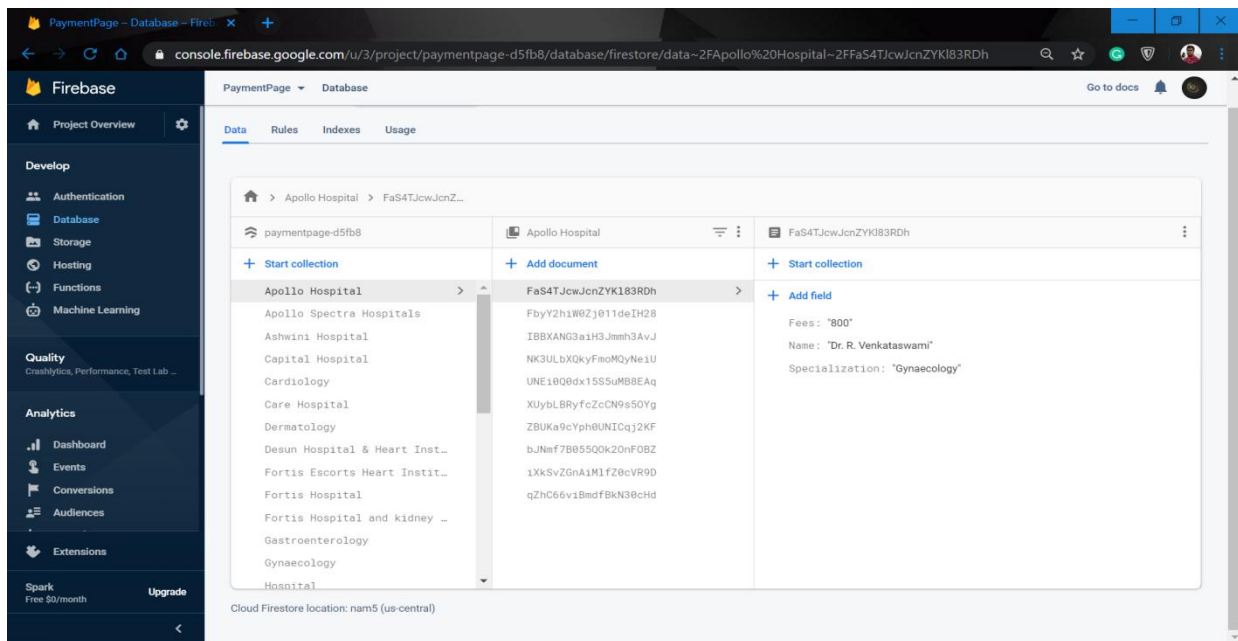 PaymentPage – Database – Fireb
console.firebase.google.com/u/3/project/paymentpage-d5fb8/database/firestore/data~2FApollo%20Hospital~2FFaS4TJcwJcnZYKl83RDh
Firebase
PaymentPage
Database
Go to docs
Project Overview
Data Rules Indexes Usage
Develop
Authentication
Database
Storage
Hosting
Functions
Machine Learning
Quality
Crashlytics, Performance, Test Lab ...
Analytics
Dashboard
Events
Conversions
Audiences
Extensions
Spark
Free $0/month
Upgrade
Apollo Hospital > FaS4TJcwJcnZ...
paymentpage-d5fb8
+ Start collection
Apollo Hospital
Apollo Spectra Hospitals
Ashwini Hospital
Capital Hospital
Cardiology
Care Hospital
Dermatology
Desun Hospital & Heart Inst…
Fortis Escorts Heart Instit…
Fortis Hospital
Fortis Hospital and kidney …
Gastroenterology
Gynaecology
Hospital
Apollo Hospital
+ Add document
FaS4TJcwJcnZYKl83RDh
FbyY2hiW0Zj011deIH28
IBBXANG3aiH3Jmmh3AvJ
NK3ULbXQkyFmoMQyNeiU
UNEi0Q0dx15S5uMB8EAq
XUybLBRyfcZcCN9s5OYg
ZBUKa9cYph0UNICqj2KF
bJNmf7B055QOk2OnFOBZ
iXkSvZGnAiMlfZ0cVR9D
qZhC66viBmdfBkN30cHd
FaS4TJcwJcnZYKl83RDh
+ Start collection
+ Add field
Fees: "800"
Name: "Dr. R. Venkataswami"
Specialization: "Gynaecology"
Cloud Firestore location: nam5 (us-central)